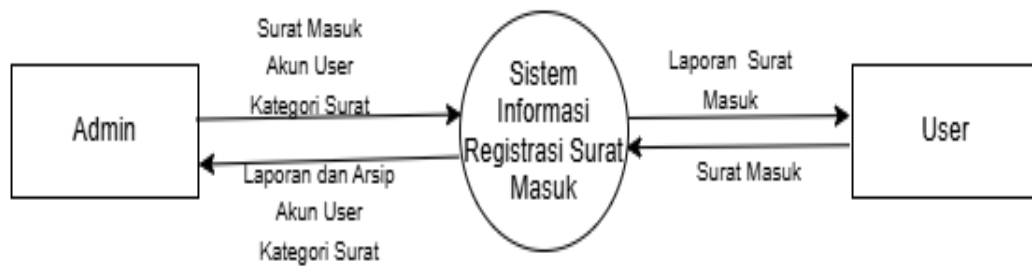 Surat Masuk
Akun User
Kategori Surat
Admin
Laporan dan Arsip
Akun User
Kategori Surat
Sistem
Informasi
Registrasi Surat
Masuk
Laporan Surat
Masuk
Surat Masuk
User